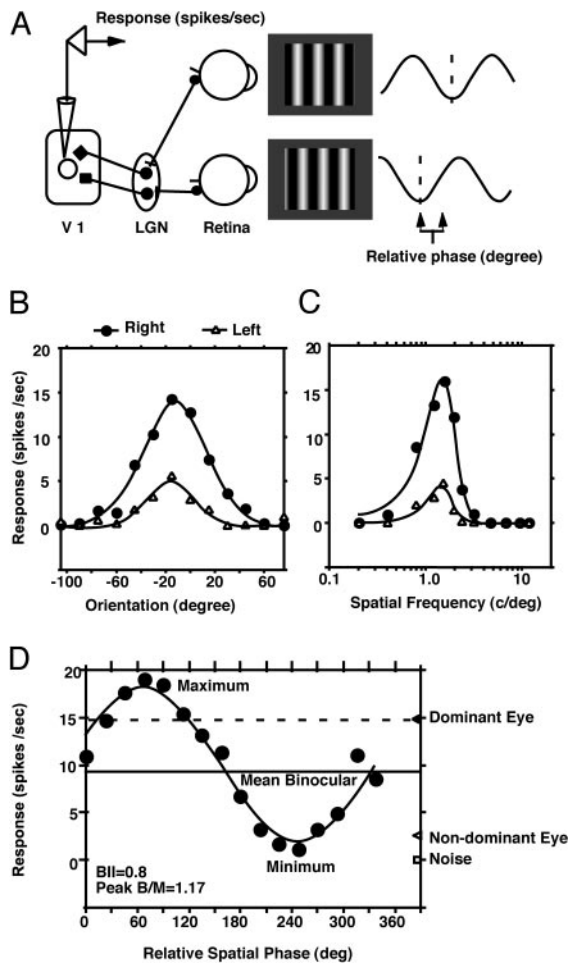 A
Response (spikes/sec)
V 1
LGN
Retina
Relative phase (degree)
B
Right
Left
C
Response (spikes /sec)
20
15
10
5
0
-100
-60
-20
20
60
Orientation (degree)
20
15
10
5
0
0.1
1.0
10
Spatial Frequency (c/deg)
D
Response (spikes /sec)
20
15
10
5
0
Maximum
Dominant Eye
Mean Binocular
Non-dominant Eye
Minimum
Noise
BII=0.8
Peak B/M=1.17
0
60
120
180
240
300
360
Relative Spatial Phase (deg)